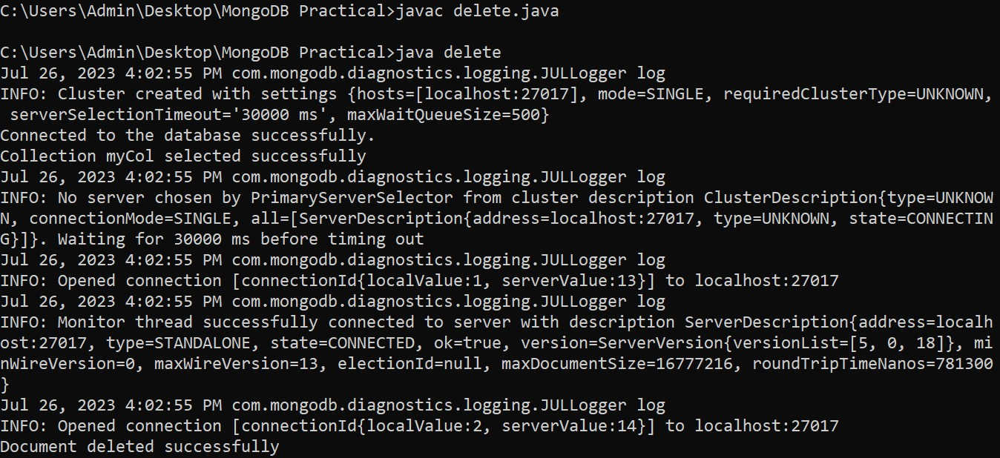 C:\Users\Admin\Desktop\MongoDB Practical>javac delete.java
C:\Users\Admin\Desktop\MongoDB Practical>java delete
Jul 26, 2023 4:02:55 PM com.mongodb.diagnostics.logging.JULLogger log
INFO: Cluster created with settings {hosts=[localhost:27017], mode=SINGLE, requiredClusterType=UNKNOWN,
 serverSelectionTimeout='30000 ms', maxWaitQueueSize=500}
Connected to the database successfully.
Collection myCol selected successfully
Jul 26, 2023 4:02:55 PM com.mongodb.diagnostics.logging.JULLogger log
INFO: No server chosen by PrimaryServerSelector from cluster description ClusterDescription{type=UNKNOW
N, connectionMode=SINGLE, all=[ServerDescription{address=localhost:27017, type=UNKNOWN, state=CONNECTIN
G}]}. Waiting for 30000 ms before timing out
Jul 26, 2023 4:02:55 PM com.mongodb.diagnostics.logging.JULLogger log
INFO: Opened connection [connectionId{localValue:1, serverValue:13}] to localhost:27017
Jul 26, 2023 4:02:55 PM com.mongodb.diagnostics.logging.JULLogger log
INFO: Monitor thread successfully connected to server with description ServerDescription{address=localh
ost:27017, type=STANDALONE, state=CONNECTED, ok=true, version=ServerVersion{versionList=[5, 0, 18]}, mi
nWireVersion=0, maxWireVersion=13, electionId=null, maxDocumentSize=16777216, roundTripTimeNanos=781300
}
Jul 26, 2023 4:02:55 PM com.mongodb.diagnostics.logging.JULLogger log
INFO: Opened connection [connectionId{localValue:2, serverValue:14}] to localhost:27017
Document deleted successfully